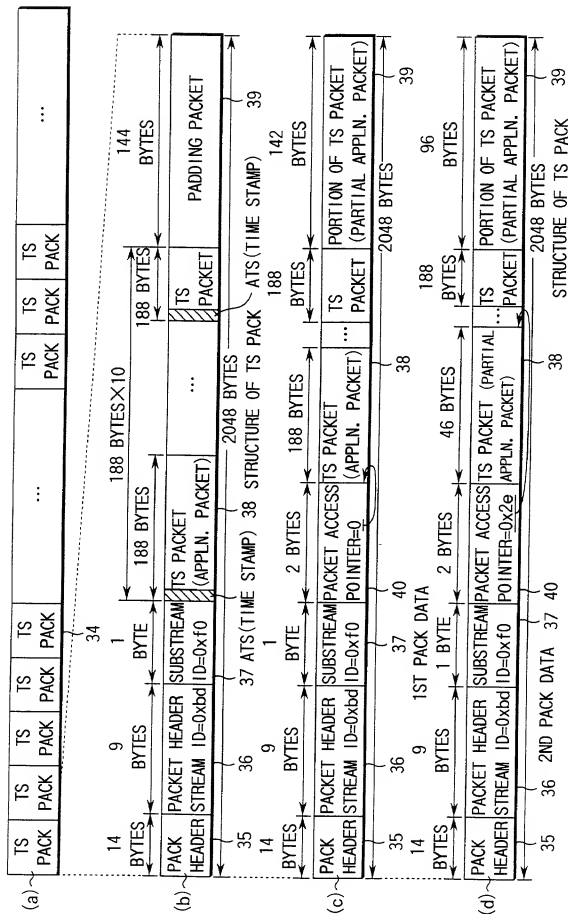 (a)
TS PACK
TS PACK
TS PACK
TS PACK
TS PACK
...
TS PACK
TS PACK
TS PACK
...
34
(b)
14 BYTES
9 BYTES
1 BYTE
188 BYTES×10
188 BYTES
188 BYTES
144 BYTES
PACK HEADER
PACKET HEADER STREAM ID=0xbd
SUBSTREAM ID=0xf0
TS PACKET (APPLN. PACKET)
...
TS PACKET
PADDING PACKET
35
36
37
ATS(TIME STAMP)
38
STRUCTURE OF TS PACK
ATS(TIME STAMP)
39
2048 BYTES
(c)
14 BYTES
9 BYTES
1 BYTE
2 BYTES
188 BYTES
188
142 BYTES
PACK HEADER
PACKET HEADER STREAM ID=0xbd
SUBSTREAM ID=0xf0
PACKET ACCESS POINTER=0
TS PACKET (APPLN. PACKET)
...
TS PACKET
PORTION OF TS PACKET (PARTIAL APPLN. PACKET)
35
36
37
40
38
39
2048 BYTES
1ST PACK DATA
(d)
14 BYTES
9 BYTES
1 BYTE
2 BYTES
46 BYTES
188
96 BYTES
PACK HEADER
PACKET HEADER STREAM ID=0xbd
SUBSTREAM ID=0xf0
PACKET ACCESS POINTER=0x2e
TS PACKET (PARTIAL APPLN. PACKET)
...
TS PACKET
PORTION OF TS PACKET (PARTIAL APPLN. PACKET)
35
36
37
40
38
39
2048 BYTES
2ND PACK DATA
STRUCTURE OF TS PACK